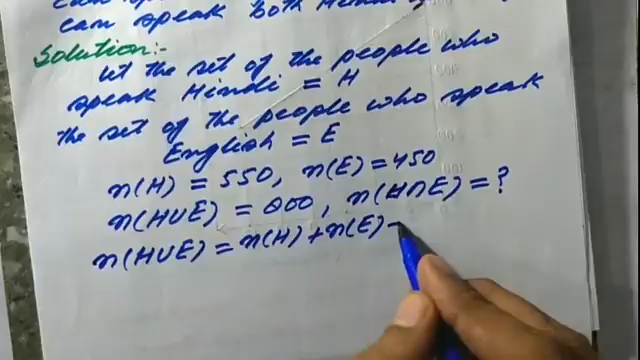 can speak both Hindi
Solution:-
Let the set of the people who
speak Hindi = H
the set of the people who speak
English = E
n(H) = 550, n(E) = 450
n(HUE) = 800, n(H∩E) = ?
n(HUE) = n(H) + n(E) -